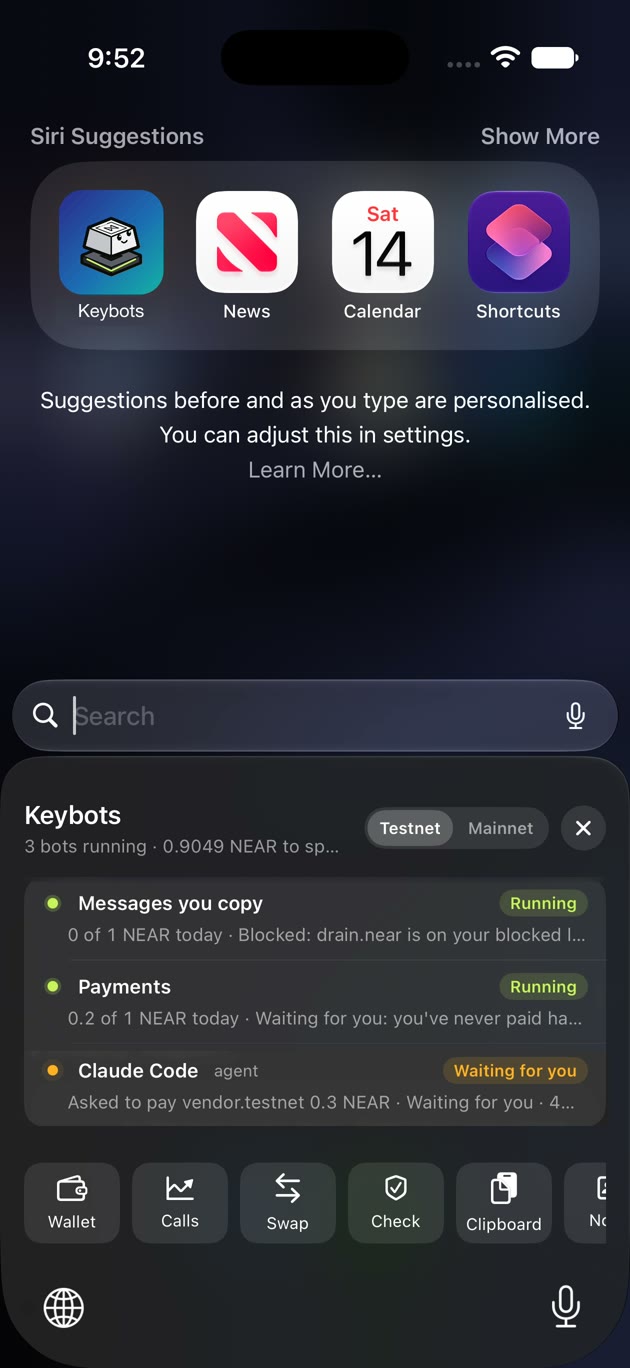 9:52
Siri Suggestions Show More
Sat
14
Keybots News Calendar Shortcuts
Suggestions before and as you type are personalised.
You can adjust this in settings.
Learn More...
Search
Keybots
Testnet Mainnet
3 bots running · 0.9049 NEAR to sp...
Messages you copy Running
0 of 1 NEAR today · Blocked: drain.near is on your blocked l...
Payments Running
0.2 of 1 NEAR today · Waiting for you: you've never paid ha...
Claude Code agent Waiting for you
Asked to pay vendor.testnet 0.3 NEAR · Waiting for you · 4...
Wallet Calls Swap Check Clipboard